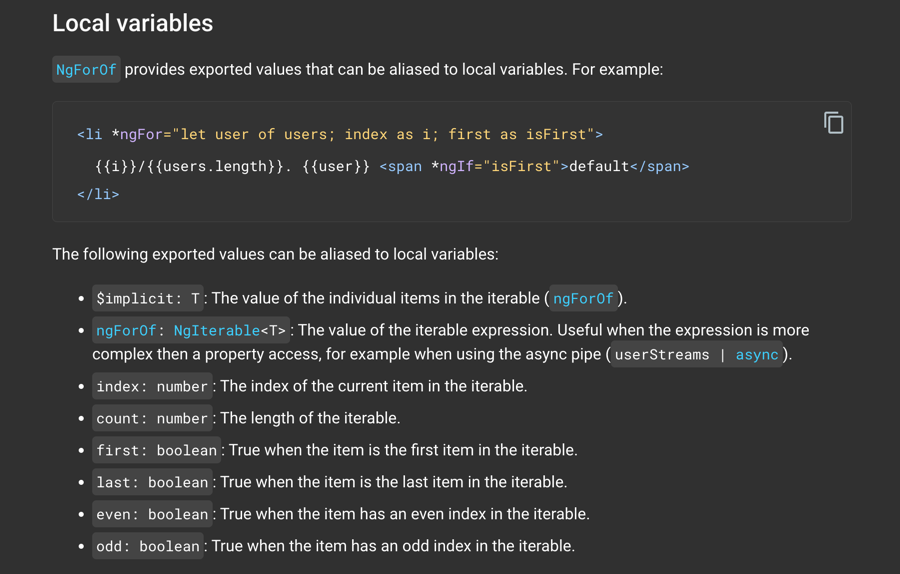 Local variables
NgForOf provides exported values that can be aliased to local variables. For example:
<li *ngFor="let user of users; index as i; first as isFirst">
{{i}}/{{users.length}}. {{user}} <span *ngIf="isFirst">default</span>
</li>
The following exported values can be aliased to local variables:
• $implicit: T: The value of the individual items in the iterable (ngForOf).
• ngForOf: NgIterable<T>: The value of the iterable expression. Useful when the expression is more
complex then a property access, for example when using the async pipe (userStreams | async).
• index: number: The index of the current item in the iterable.
• count: number: The length of the iterable.
• first: boolean: True when the item is the first item in the iterable.
• last: boolean: True when the item is the last item in the iterable.
• even: boolean: True when the item has an even index in the iterable.
• odd: boolean: True when the item has an odd index in the iterable.